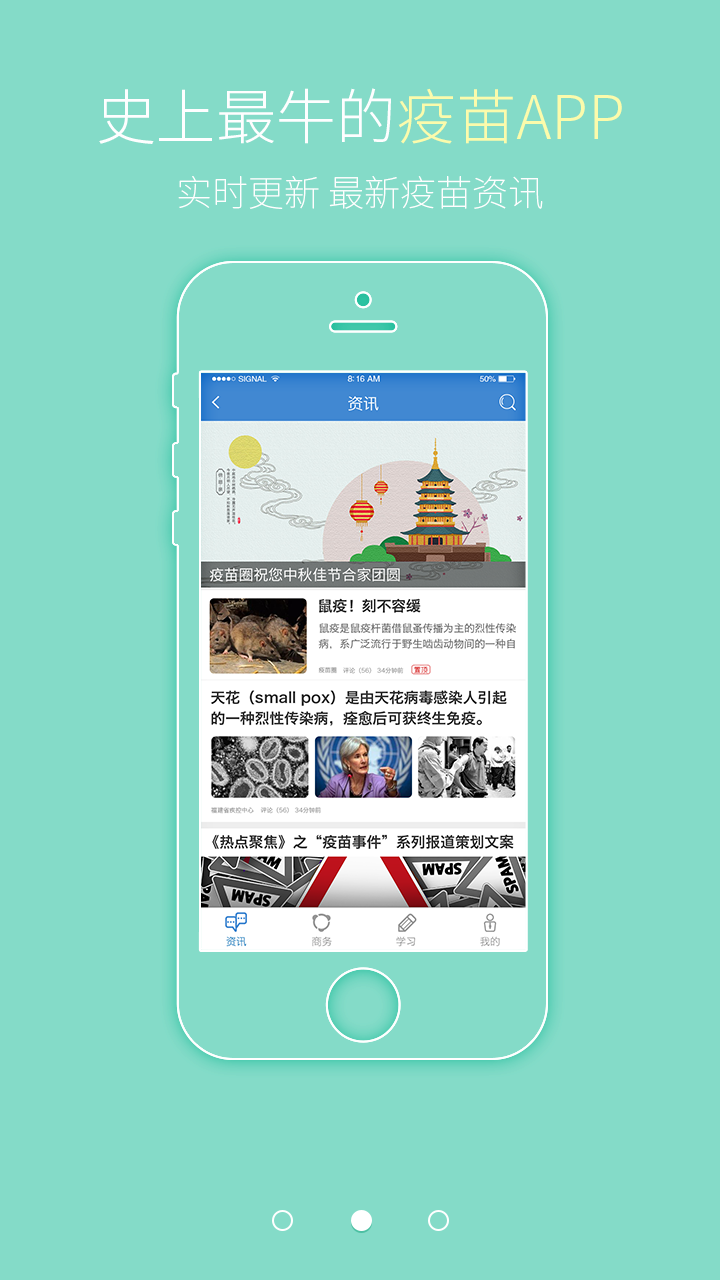 史上最牛的疫苗APP
实时更新 最新疫苗资讯
SIGNAL 8:16 AM 50%
资讯
疫苗圈祝您中秋佳节合家团圆
鼠疫！刻不容缓
鼠疫是鼠疫杆菌借鼠蚤传播为主的烈性传染
病，系广泛流行于野生啮齿动物间的一种自
疫苗圈 评论（56） 34分钟前 置顶
天花（small pox）是由天花病毒感染人引起
的一种烈性传染病，痊愈后可获终生免疫。
福建省疾控中心 评论（56） 34分钟前
《热点聚焦》之“疫苗事件”系列报道策划文案
SPAM SPAM SPAM SPAM
资讯 商务 学习 我的